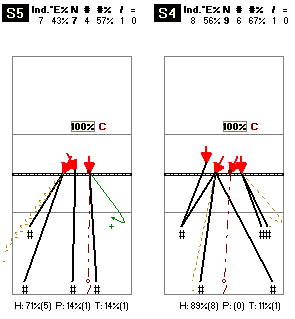 S5 Ind. "E% N # #% / =
7 43% 7 4 57% 1 0
100% C
+
# #
# # #
H: 71%(5) P: 14%(1) T: 14%(1)
S4 Ind. "E% N # #% / =
8 56% 9 6 67% 1 0
100% C
# ##
# # #
H: 89%(8) P: (0) T: 11%(1)